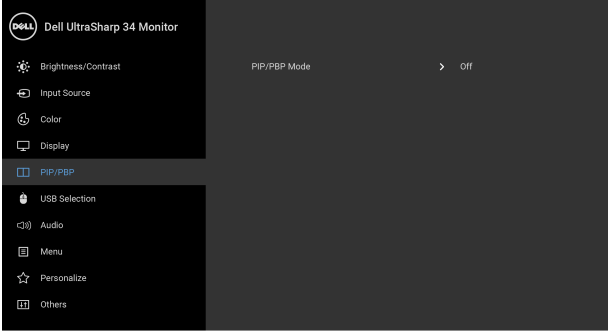 DELL Dell UltraSharp 34 Monitor
Brightness/Contrast
PIP/PBP Mode Off
Input Source
Color
Display
PIP/PBP
USB Selection
Audio
Menu
Personalize
Others